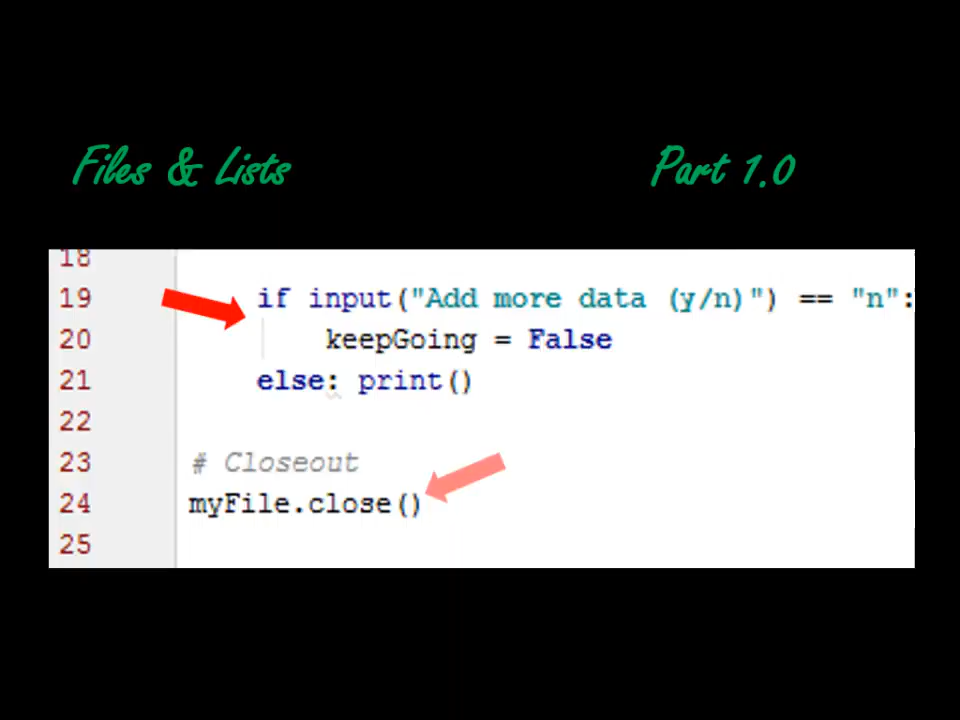 Files & Lists Part 1.0
18
19 if input("Add more data (y/n)") == "n":
20 keepGoing = False
21 else: print()
22
23 # Closeout
24 myFile.close()
25